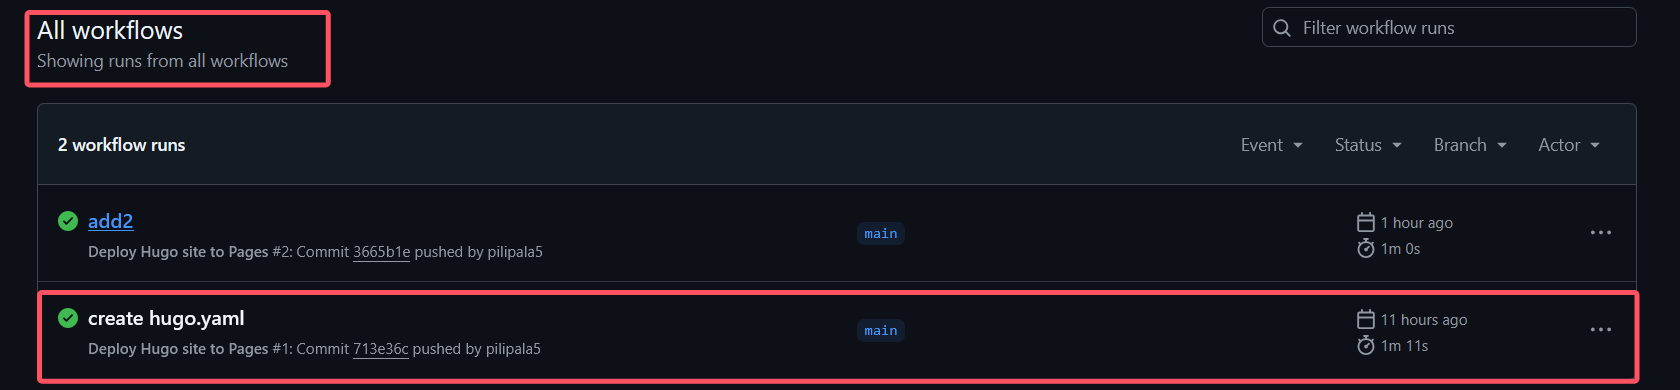 All workflows
Showing runs from all workflows
Filter workflow runs
2 workflow runs
Event
Status
Branch
Actor
add2
Deploy Hugo site to Pages #2: Commit 3665b1e pushed by pilipala5
main
1 hour ago
1m 0s
create hugo.yaml
Deploy Hugo site to Pages #1: Commit 713e36c pushed by pilipala5
main
11 hours ago
1m 11s